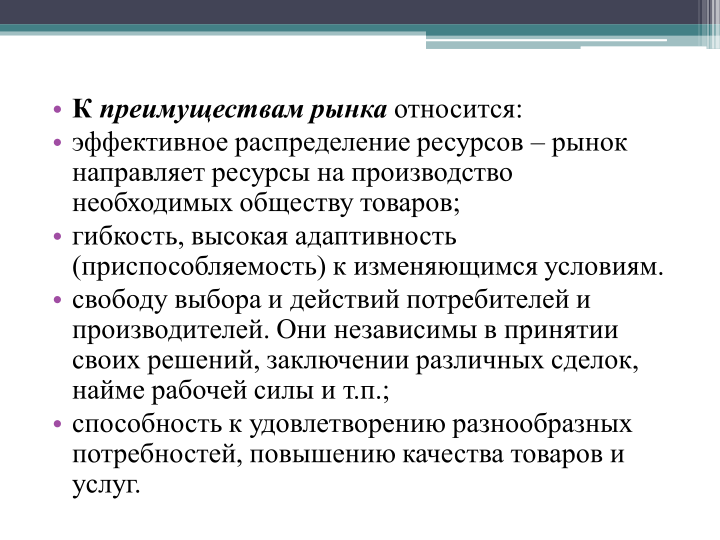 • К преимуществам рынка относится:
• эффективное распределение ресурсов – рынок
направляет ресурсы на производство
необходимых обществу товаров;
• гибкость, высокая адаптивность
(приспособляемость) к изменяющимся условиям.
• свободу выбора и действий потребителей и
производителей. Они независимы в принятии
своих решений, заключении различных сделок,
найме рабочей силы и т.п.;
• способность к удовлетворению разнообразных
потребностей, повышению качества товаров и
услуг.